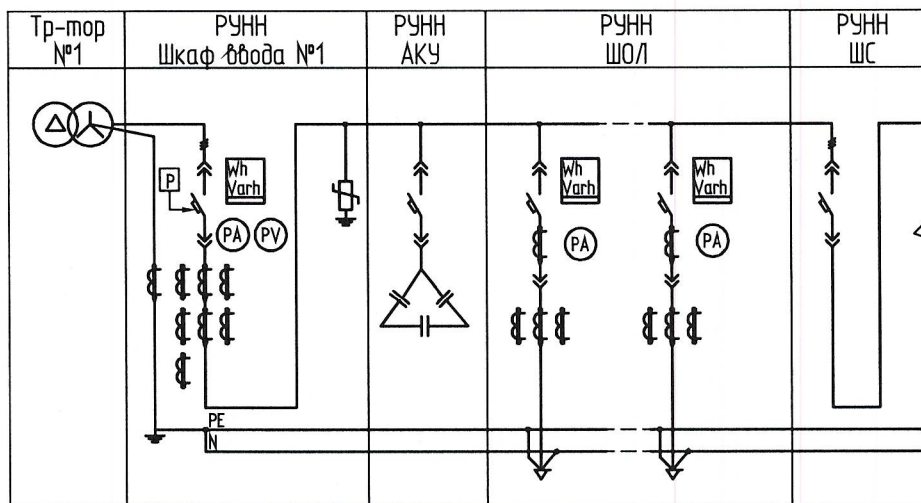 Тр-тор
№1
РУНН
Шкаф ввода №1
РУНН
АКУ
РУНН
ШОЛ
РУНН
ШС
P
Wh
Varh
PA
PV
Wh
Varh
PA
Wh
Varh
PA
PE
N